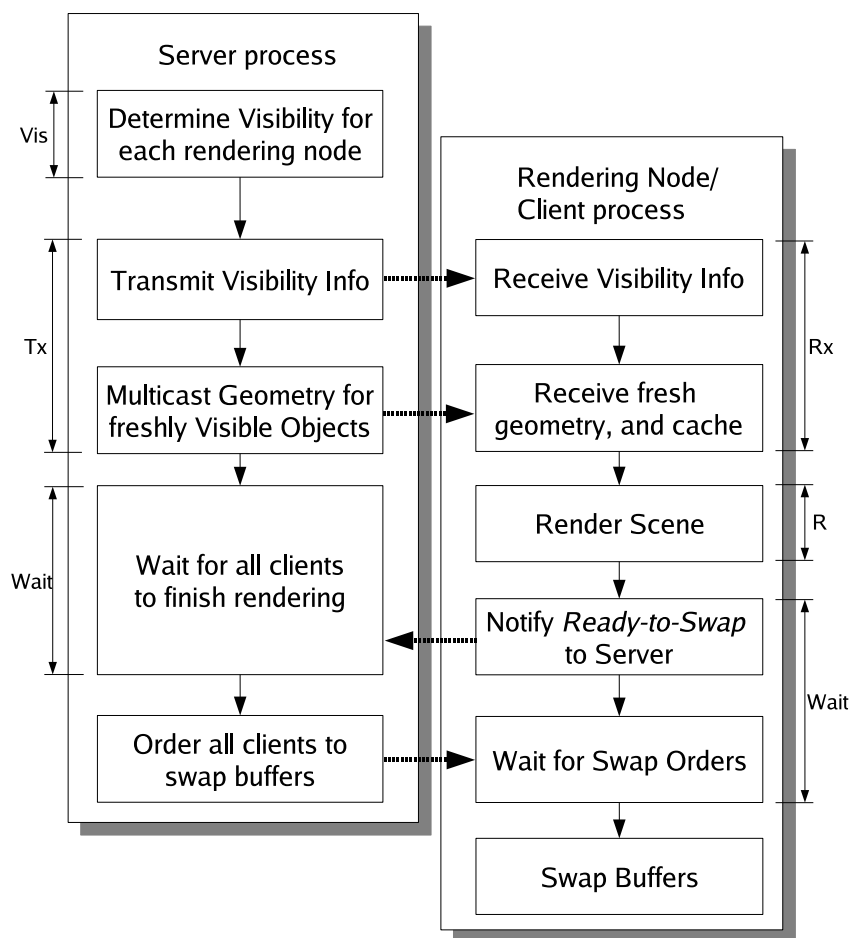 Server process
Vis
Determine Visibility for
each rendering node
Tx
Transmit Visibility Info
Multicast Geometry for
freshly Visible Objects
Wait
Wait for all clients
to finish rendering
Order all clients to
swap buffers
Rendering Node/
Client process
Receive Visibility Info
Rx
Receive fresh
geometry, and cache
Render Scene
R
Notify Ready-to-Swap
to Server
Wait
Wait for Swap Orders
Swap Buffers